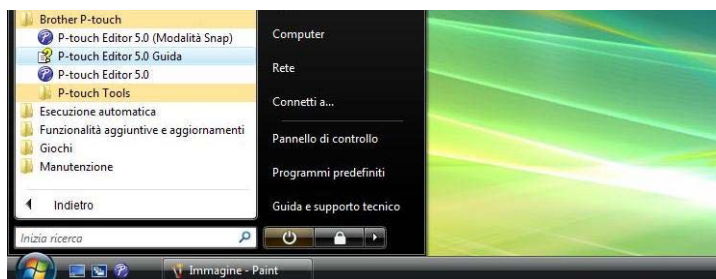 Brother P-touch
P-touch Editor 5.0 (Modalità Snap)
P-touch Editor 5.0 Guida
P-touch Editor 5.0
P-touch Tools
Esecuzione automatica
Funzionalità aggiuntive e aggiornamenti
Giochi
Manutenzione
Indietro
Inizia ricerca
Computer
Rete
Connetti a...
Pannello di controllo
Programmi predefiniti
Guida e supporto tecnico
Immagine - Paint